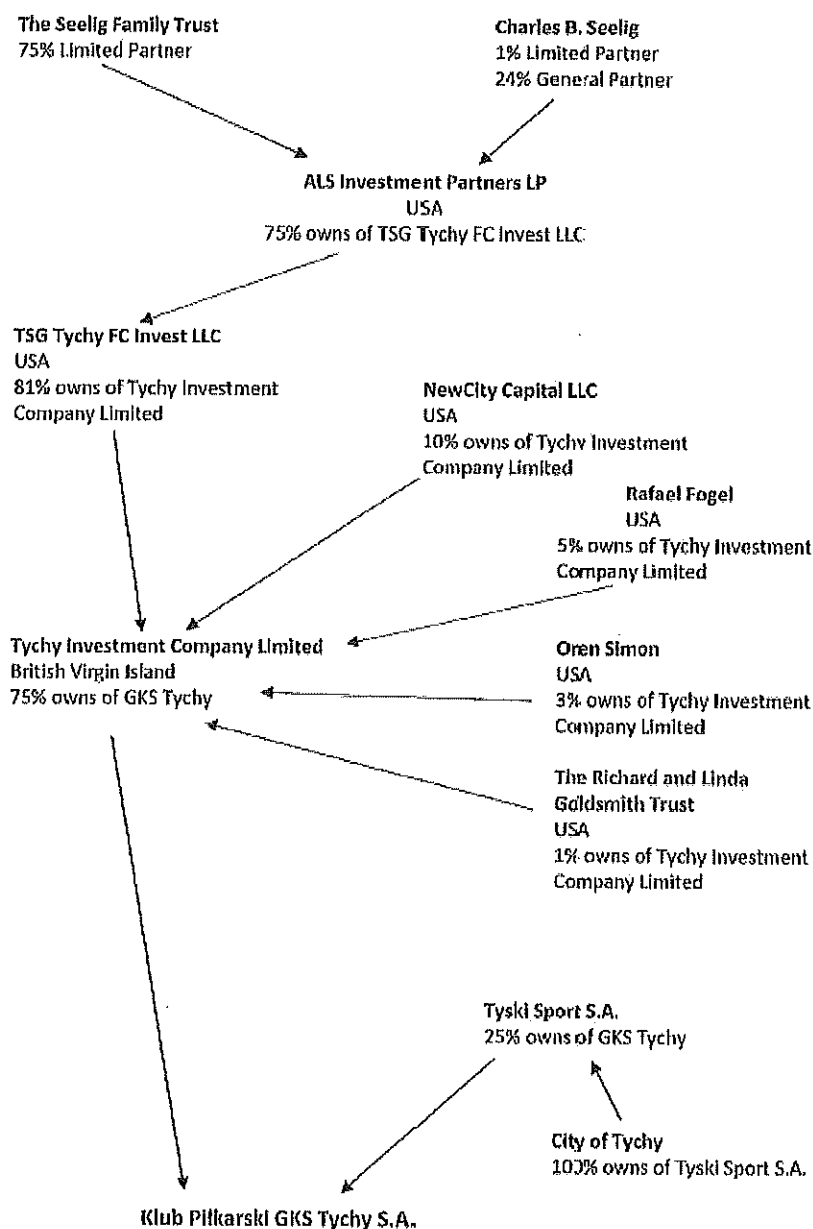 The Seelig Family Trust
75% Limited Partner
Charles B. Seelig
1% Limited Partner
24% General Partner
ALS Investment Partners LP
USA
75% owns of TSG Tychy FC Invest LLC
TSG Tychy FC Invest LLC
USA
81% owns of Tychy Investment
Company Limited
NewCity Capital LLC
USA
10% owns of Tychy Investment
Company Limited
Rafael Fogel
USA
5% owns of Tychy Investment
Company Limited
Tychy Investment Company Limited
British Virgin Island
75% owns of GKS Tychy
Oren Simon
USA
3% owns of Tychy Investment
Company Limited
The Richard and Linda
Goldsmith Trust
USA
1% owns of Tychy Investment
Company Limited
Tyski Sport S.A.
25% owns of GKS Tychy
City of Tychy
100% owns of Tyski Sport S.A.
Klub Piłkarski GKS Tychy S.A.